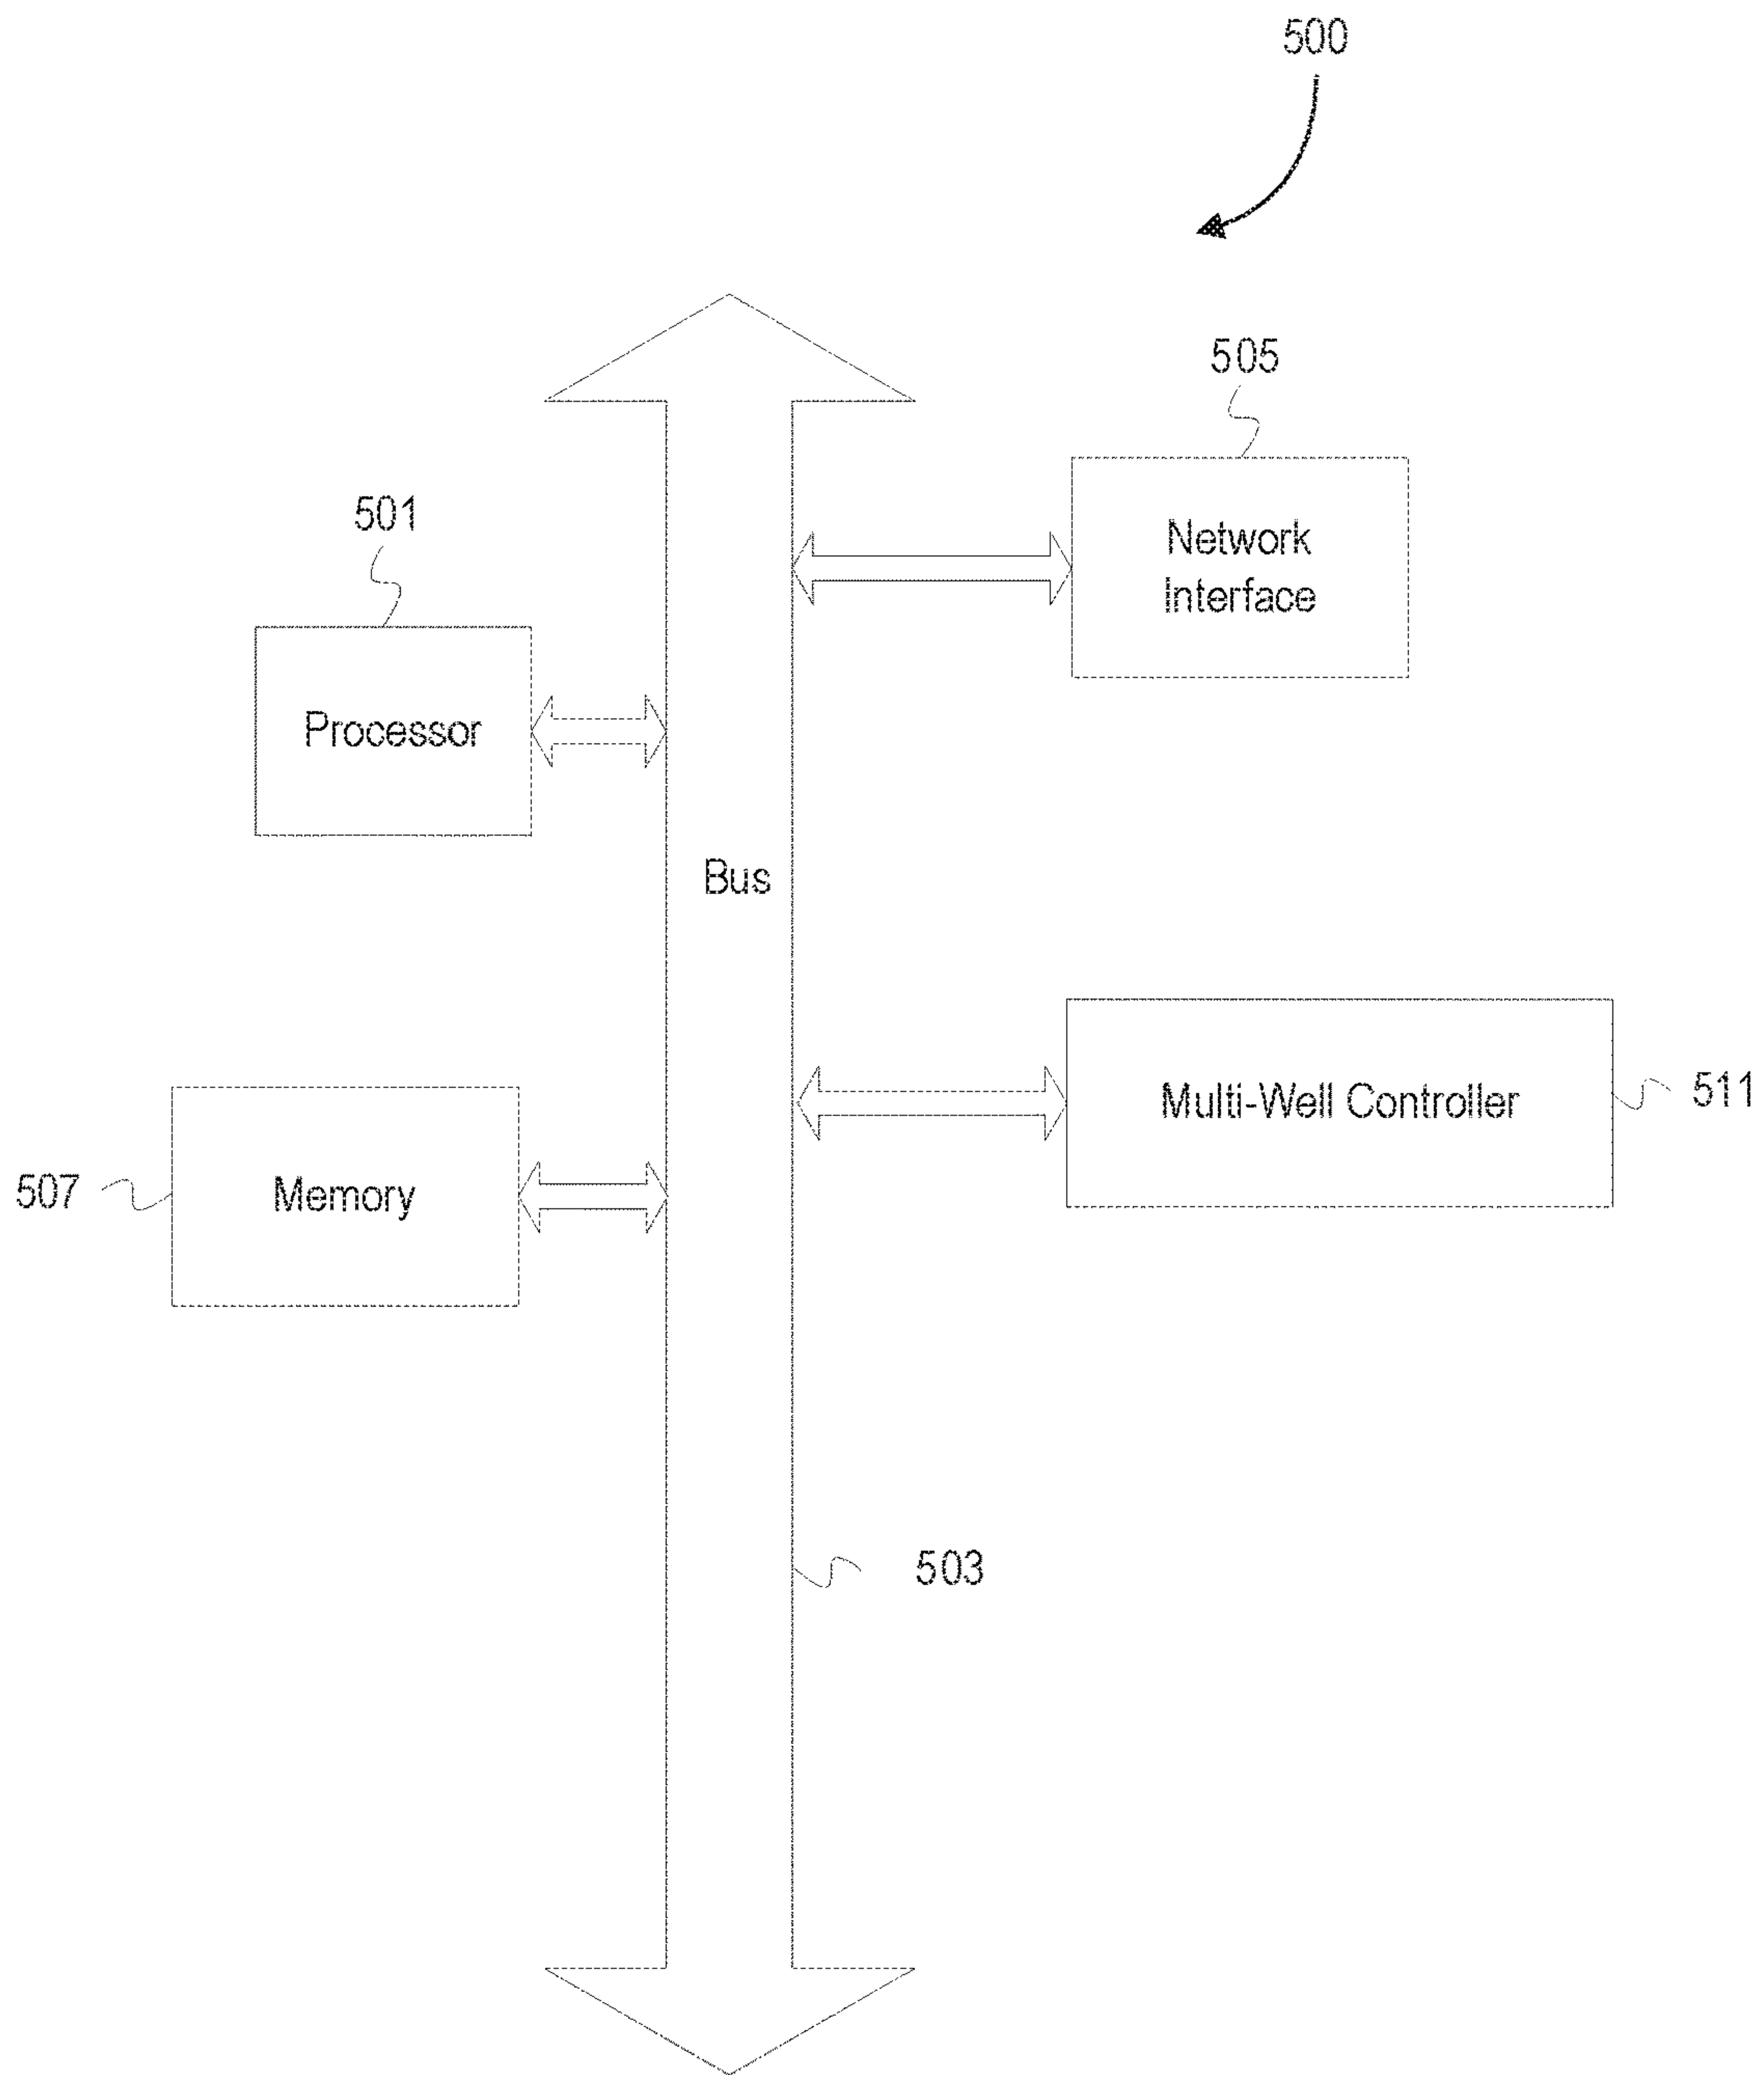 500
505
Network
Interface
501
Processor
Bus
Multi-Well Controller
511
507
Memory
503